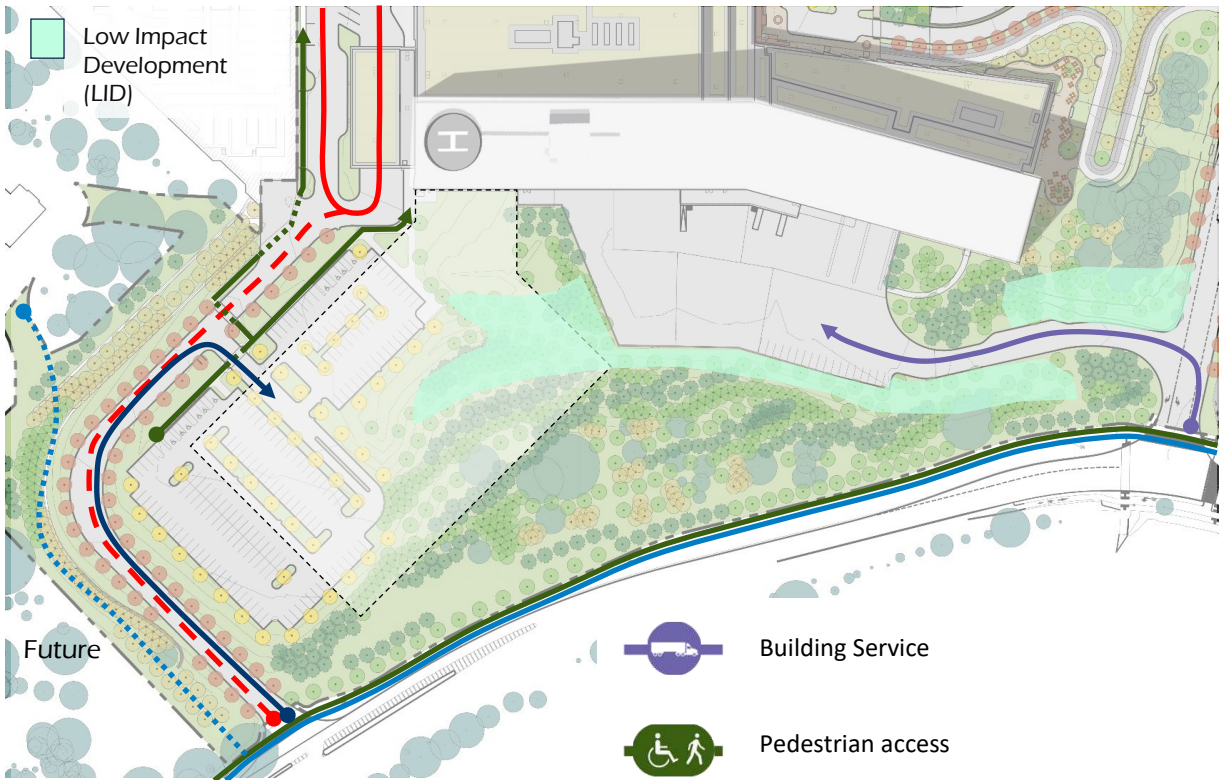 Low Impact
Development
(LID)
H
Future
Building Service
Pedestrian access